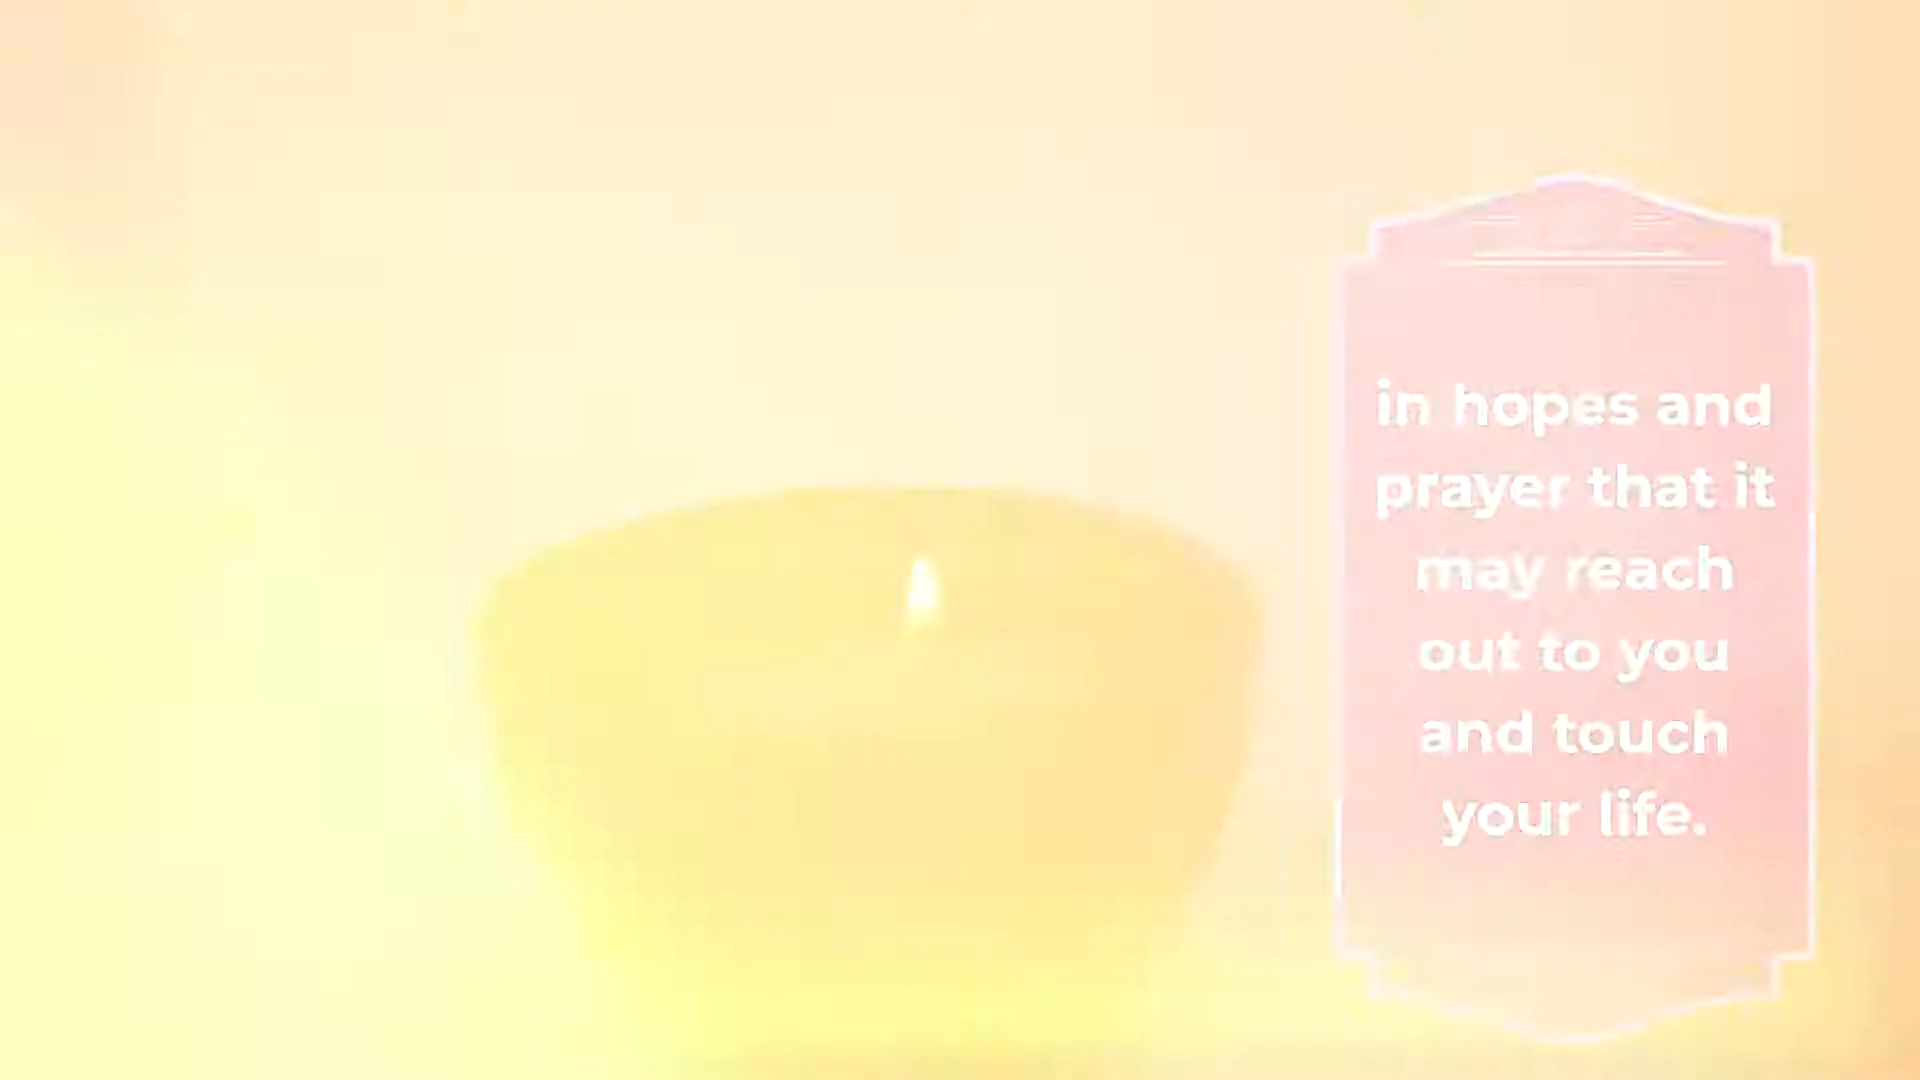 in hopes and
prayer that it
may reach
out to you
and touch
your life.